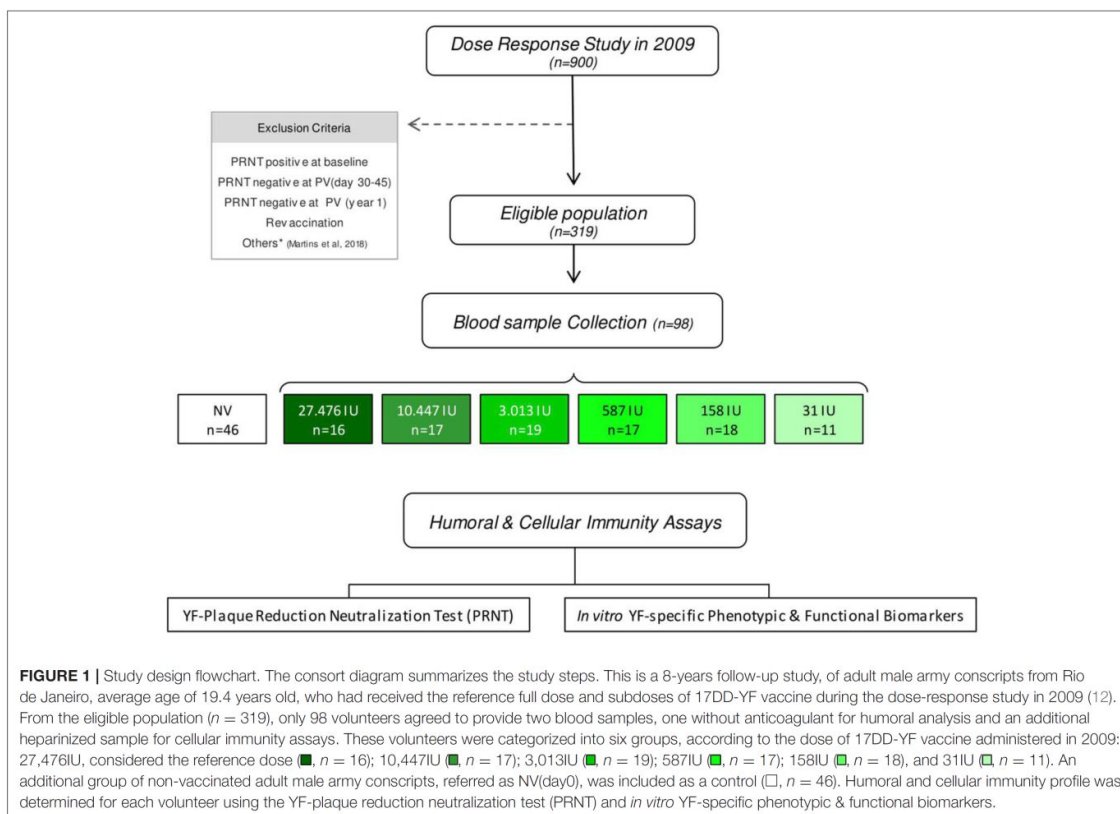 Dose Response Study in 2009
(n=900)
Exclusion Criteria
PRNT positive at baseline
PRNT negative at PV(day 30-45)
PRNT negative at PV (year 1)
Revaccination
Others* (Martins et al, 2018)
Eligible population
(n=319)
Blood sample Collection (n=98)
NV
n=46
27.476 IU
n=16
10.447 IU
n=17
3.013 IU
n=19
587 IU
n=17
158 IU
n=18
31 IU
n=11
Humoral & Cellular Immunity Assays
YF-Plaque Reduction Neutralization Test (PRNT)
In vitro YF-specific Phenotypic & Functional Biomarkers
FIGURE 1 | Study design flowchart. The consort diagram summarizes the study steps. This is a 8-years follow-up study, of adult male army conscripts from Rio
de Janeiro, average age of 19.4 years old, who had received the reference full dose and subdoses of 17DD-YF vaccine during the dose-response study in 2009 (12).
From the eligible population (n = 319), only 98 volunteers agreed to provide two blood samples, one without anticoagulant for humoral analysis and an additional
heparinized sample for cellular immunity assays. These volunteers were categorized into six groups, according to the dose of 17DD-YF vaccine administered in 2009:
27,476IU, considered the reference dose (■, n = 16); 10,447IU (■, n = 17); 3,013IU (■, n = 19); 587IU (■, n = 17); 158IU (■, n = 18), and 31IU (■, n = 11). An
additional group of non-vaccinated adult male army conscripts, referred as NV(day0), was included as a control (□, n = 46). Humoral and cellular immunity profile was
determined for each volunteer using the YF-plaque reduction neutralization test (PRNT) and in vitro YF-specific phenotypic & functional biomarkers.